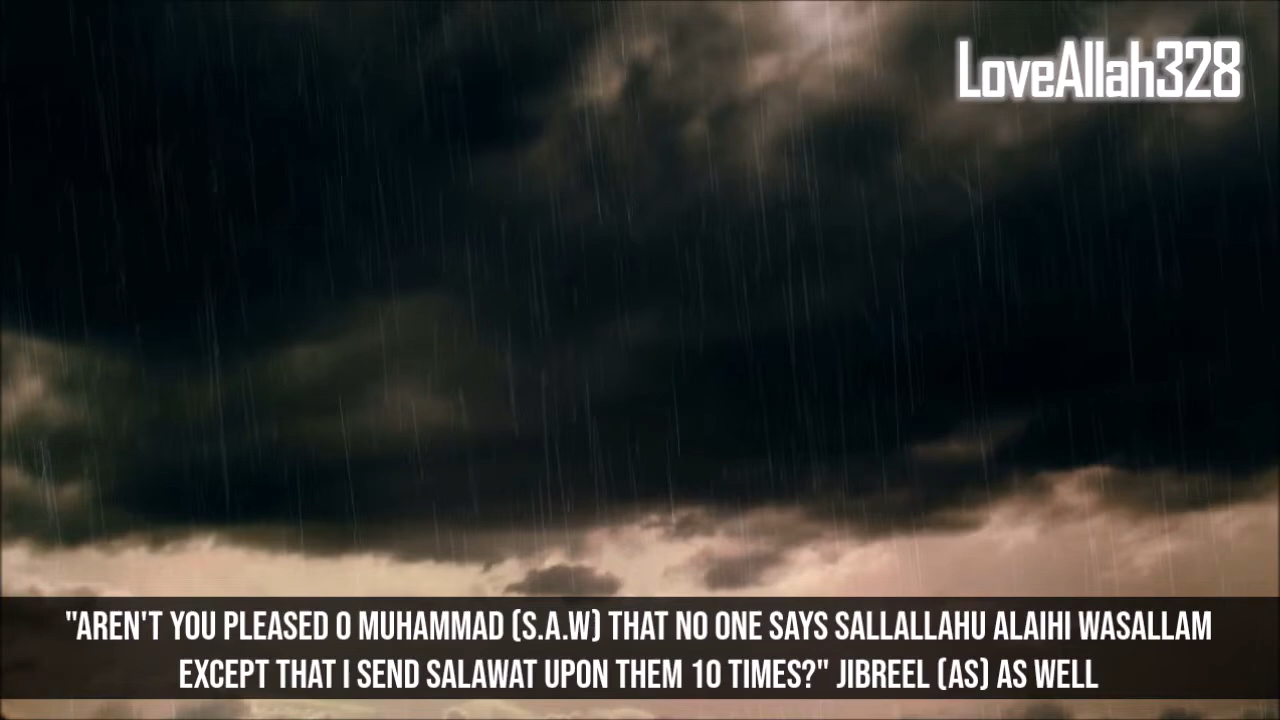 LoveAllah328
"AREN'T YOU PLEASED O MUHAMMAD (S.A.W) THAT NO ONE SAYS SALLALLAHU ALAIHI WASALLAM
EXCEPT THAT I SEND SALAWAT UPON THEM 10 TIMES?" JIBREEL (AS) AS WELL